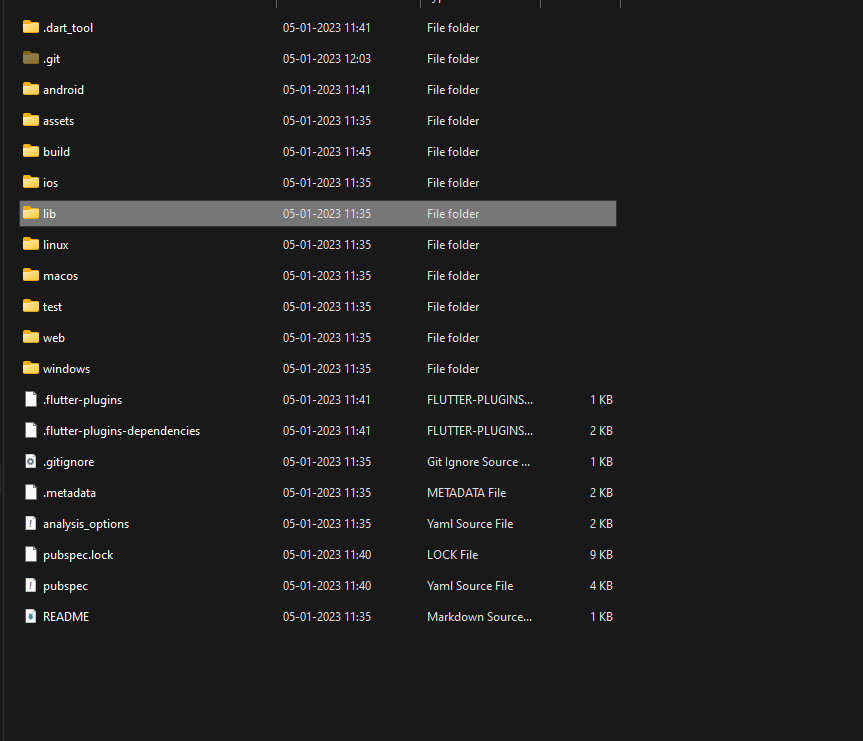 .dart_tool 05-01-2023 11:41 File folder
.git 05-01-2023 12:03 File folder
android 05-01-2023 11:41 File folder
assets 05-01-2023 11:35 File folder
build 05-01-2023 11:45 File folder
ios 05-01-2023 11:35 File folder
lib 05-01-2023 11:35 File folder
linux 05-01-2023 11:35 File folder
macos 05-01-2023 11:35 File folder
test 05-01-2023 11:35 File folder
web 05-01-2023 11:35 File folder
windows 05-01-2023 11:35 File folder
.flutter-plugins 05-01-2023 11:41 FLUTTER-PLUGINS... 1 KB
.flutter-plugins-dependencies 05-01-2023 11:41 FLUTTER-PLUGINS... 2 KB
.gitignore 05-01-2023 11:35 Git Ignore Source ... 1 KB
.metadata 05-01-2023 11:35 METADATA File 2 KB
analysis_options 05-01-2023 11:35 Yaml Source File 2 KB
pubspec.lock 05-01-2023 11:40 LOCK File 9 KB
pubspec 05-01-2023 11:40 Yaml Source File 4 KB
README 05-01-2023 11:35 Markdown Source... 1 KB